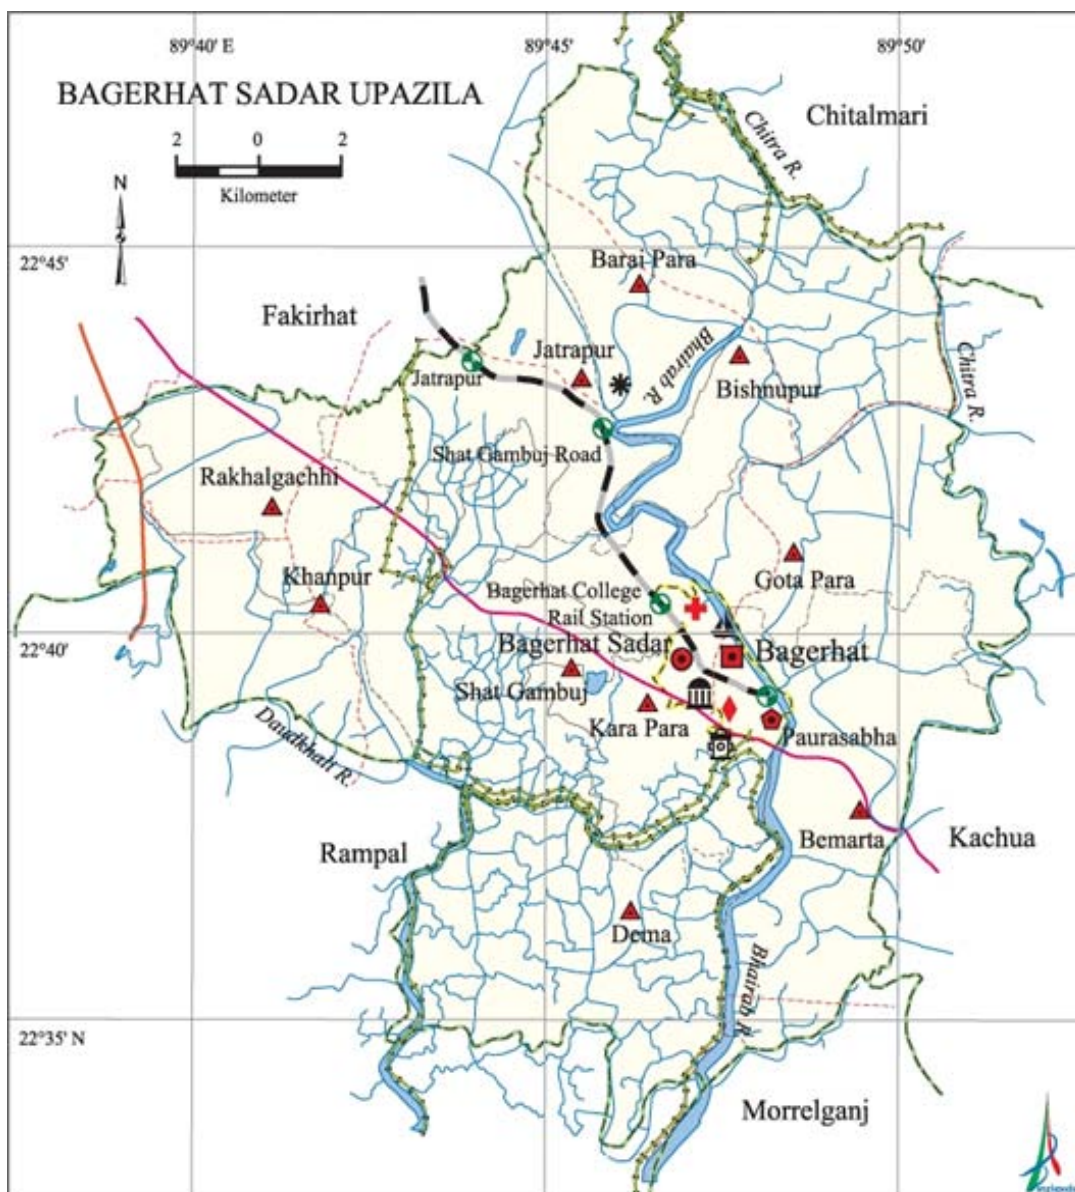 89°40' E
89°45'
89°50'
BAGERHAT SADAR UPAZILA
2 0 2
Kilometer
N
Chitalmari
Chitra R.
22°45'
Barai Para
Fakirhat
Jatrapur
Jatrapur
Bhairab R.
Bishnupur
Chitra R.
Shat Gambuj Road
Rakhalgachhi
Khanpur
Gota Para
Bagerhat College
Rail Station
22°40'
Bagerhat Sadar
Bagerhat
Shat Gambuj
Kara Para
Paurasabha
Daudkhali R.
Rampal
Bemarta
Kachua
Dema
Bhairab R.
22°35' N
Morrelganj